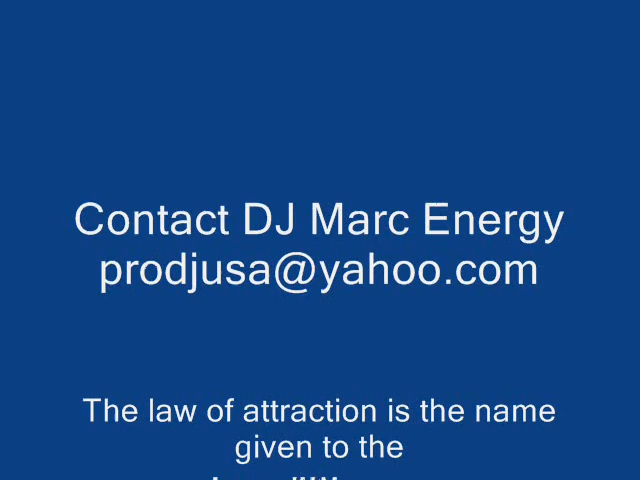 Contact DJ Marc Energy
prodjusa@yahoo.com
The law of attraction is the name
given to the